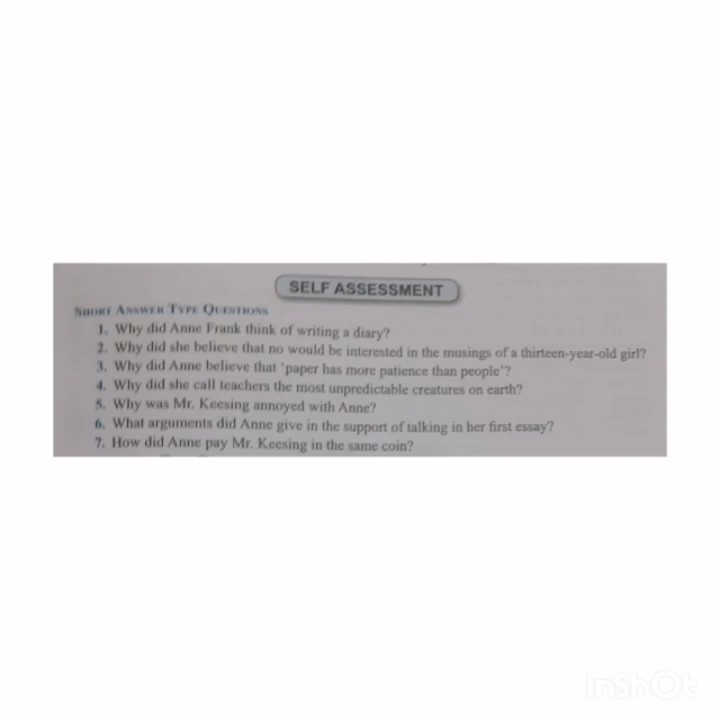 SELF ASSESSMENT
SHORT ANSWER TYPE QUESTIONS
1. Why did Anne Frank think of writing a diary?
2. Why did she believe that no would be interested in the musings of a thirteen-year-old girl?
3. Why did Anne believe that 'paper has more patience than people'?
4. Why did she call teachers the most unpredictable creatures on earth?
5. Why was Mr. Keesing annoyed with Anne?
6. What arguments did Anne give in the support of talking in her first essay?
7. How did Anne pay Mr. Keesing in the same coin?
InShOt